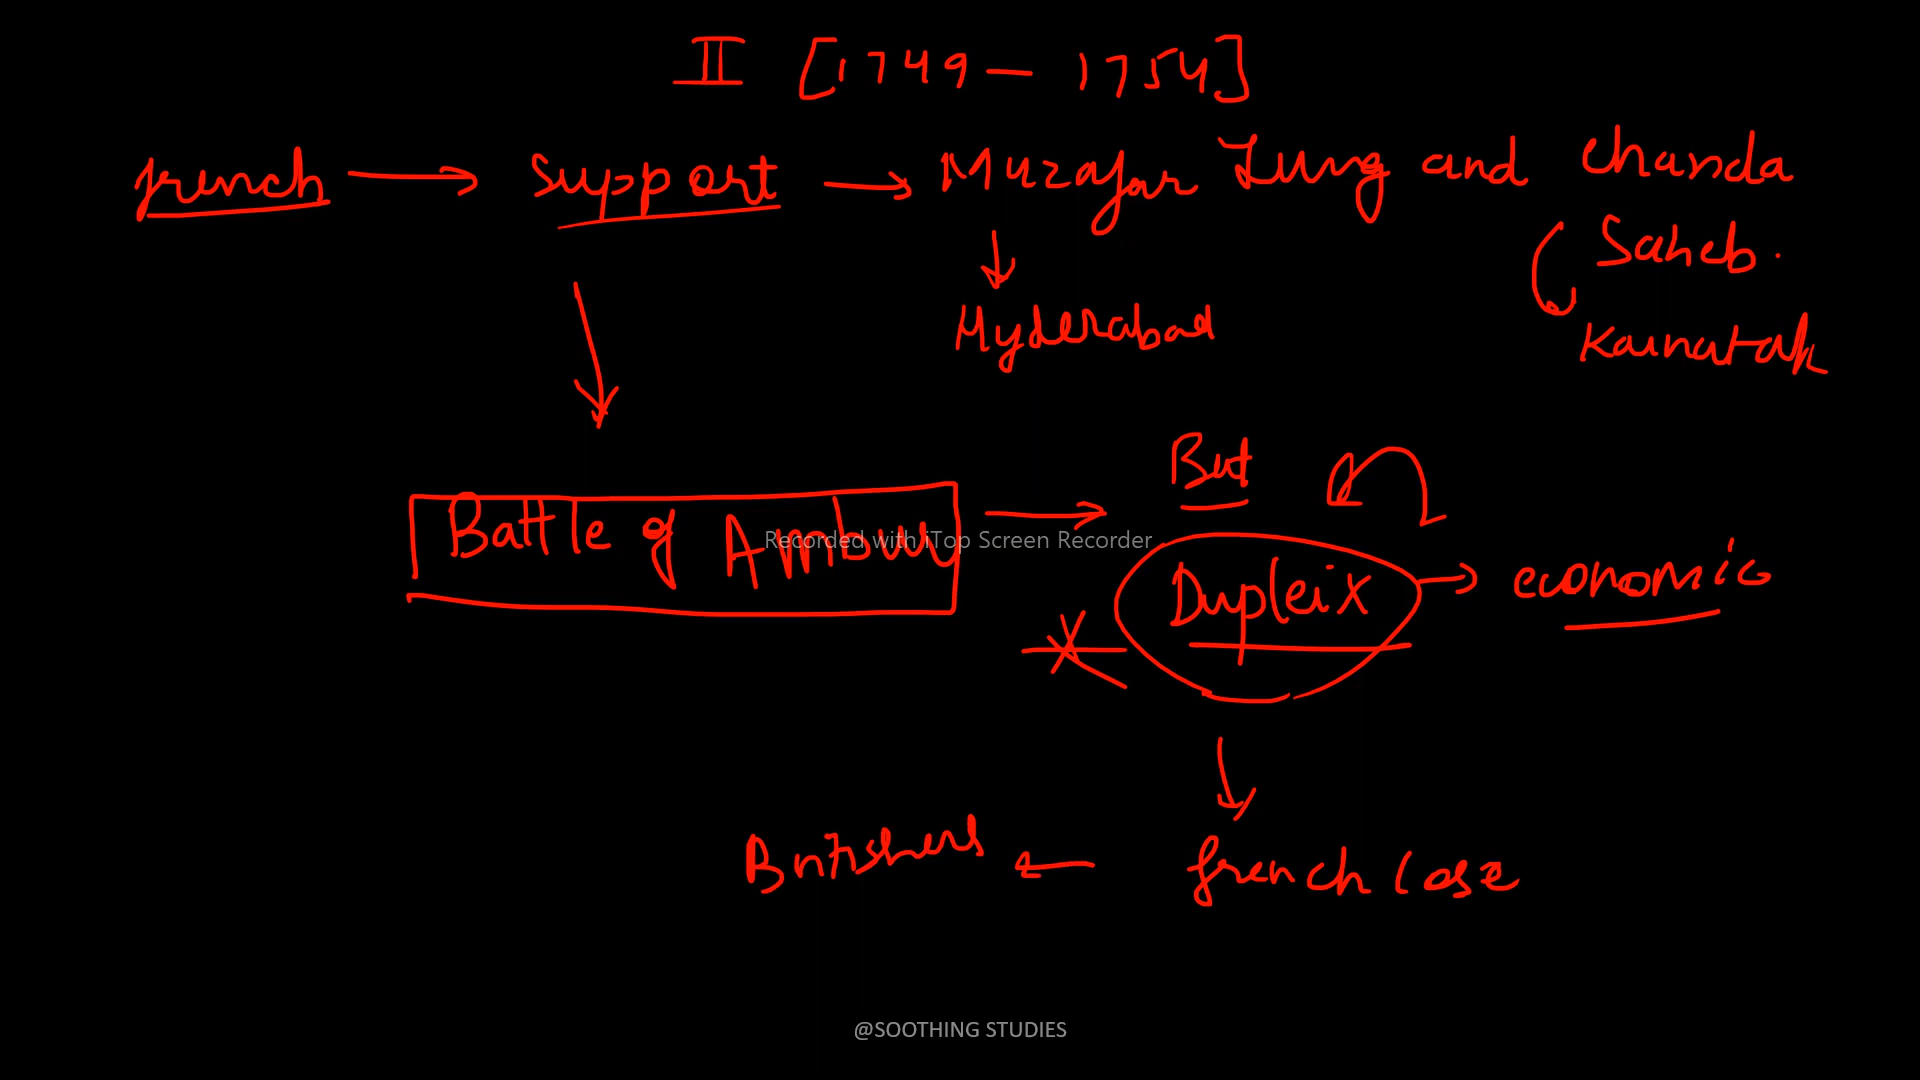 II [1749 - 1754]
french → support → Muzafar Jung and Chanda
Saheb.
Hyderabad
Karnatak
But
Battle of Ambur →
Recorded with iTop Screen Recorder
Dupleix → economic
Britishers ← french lose
@SOOTHING STUDIES